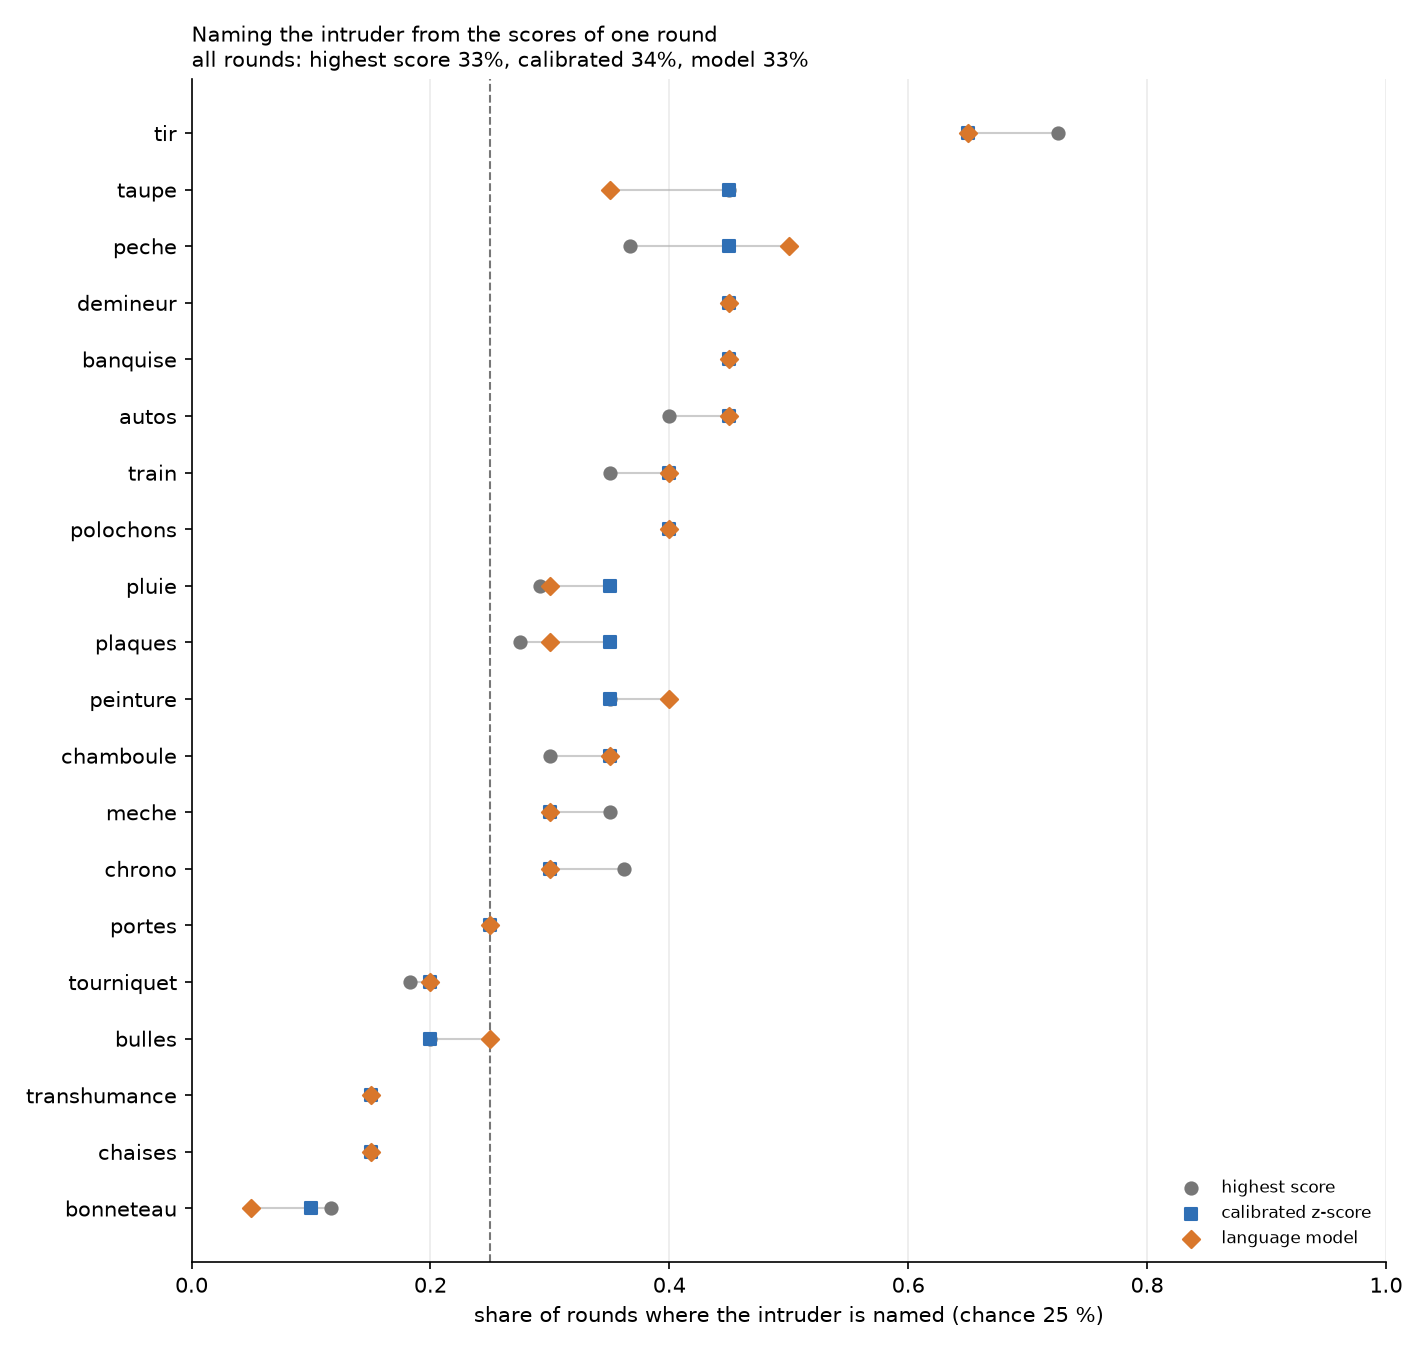 Naming the intruder from the scores of one round
all rounds: highest score 33%, calibrated 34%, model 33%
tir
taupe
peche
demineur
banquise
autos
train
polochons
pluie
plaques
peinture
chamboule
meche
chrono
portes
tourniquet
bulles
transhumance
chaises
bonneteau
highest score
calibrated z-score
language model
0.0 0.2 0.4 0.6 0.8 1.0
share of rounds where the intruder is named (chance 25 %)